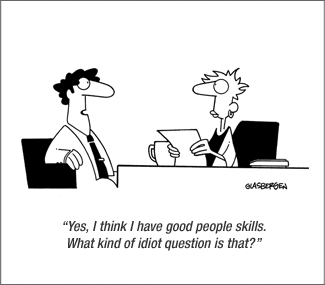 GLASBERGEN
“Yes, I think I have good people skills.
What kind of idiot question is that?”